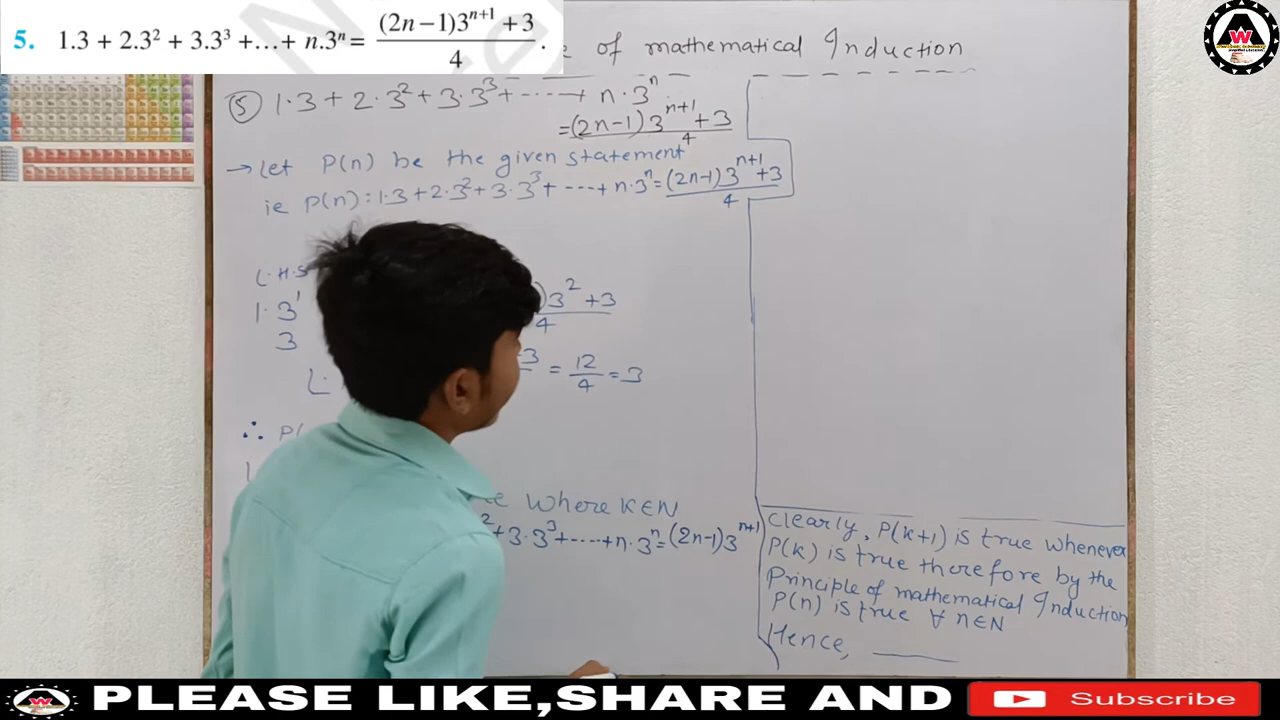 5. 1.3 + 2.3² + 3.3³ +...+ n.3ⁿ = (2n – 1)3ⁿ⁺¹ + 3 / 4 .
of mathematical Induction
⑤ 1·3 + 2·3² + 3·3³ + ----- + n·3ⁿ
= (2n-1) 3ⁿ⁺¹ + 3 / 4
→ Let P(n) be the given statement
ie P(n) : 1·3 + 2·3² + 3·3³ + ---- + n·3ⁿ = (2n-1) 3ⁿ⁺¹ + 3 / 4
L·H·S
1·3¹
)3² + 3 / 4
3
3 = 12/4 = 3
L·
∴ P(
where K∈N
+ 3·3³ + ----- + n·3ⁿ = (2n-1) 3ⁿ⁺¹
Clearly, P(k+1) is true whenever
P(k) is true therefore by the
Principle of mathematical Induction
P(n) is true ∀ n∈N
Hence,
W
PLEASE LIKE,SHARE AND Subscribe